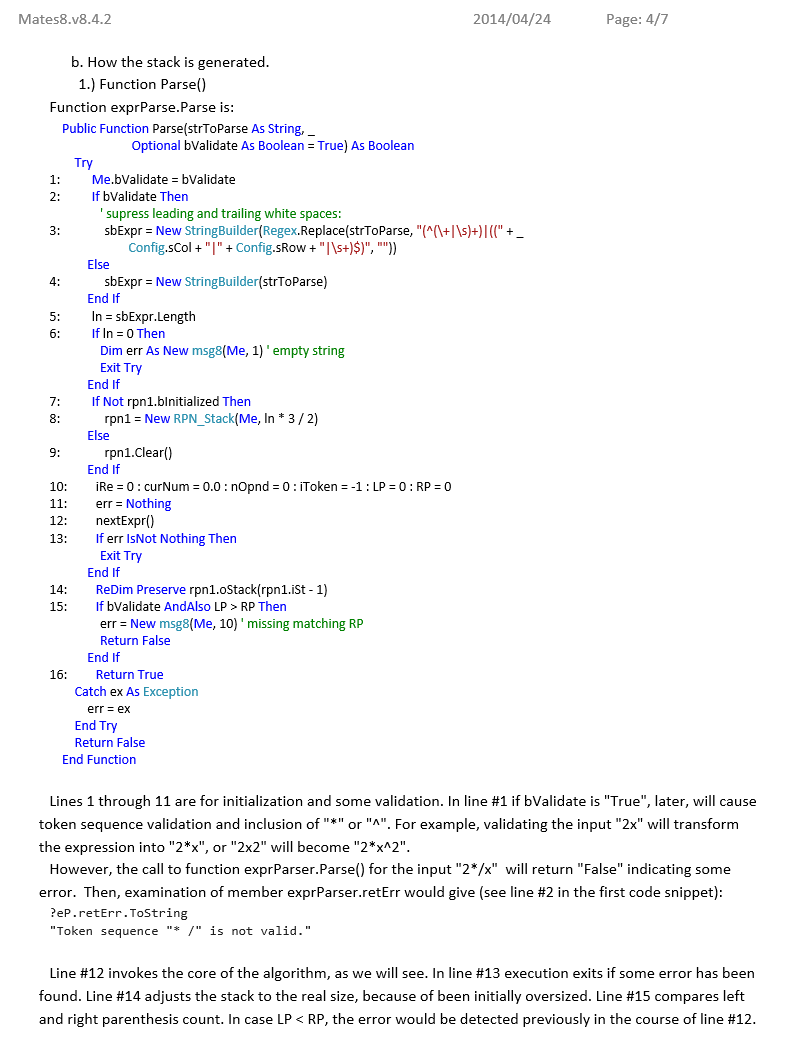 Mates8.v8.4.2 2014/04/24 Page: 4/7
b. How the stack is generated.
1.) Function Parse()
Function exprParse.Parse is:
Public Function Parse(strToParse As String, _
Optional bValidate As Boolean = True) As Boolean
Try
1: Me.bValidate = bValidate
2: If bValidate Then
' supress leading and trailing white spaces:
3: sbExpr = New StringBuilder(Regex.Replace(strToParse, "(^(\+|\s)+)|((" + _
Config.sCol + "|" + Config.sRow + "|\s+)$)", ""))
Else
4: sbExpr = New StringBuilder(strToParse)
End If
5: ln = sbExpr.Length
6: If ln = 0 Then
Dim err As New msg8(Me, 1) ' empty string
Exit Try
End If
7: If Not rpn1.bInitialized Then
8: rpn1 = New RPN_Stack(Me, ln * 3 / 2)
Else
9: rpn1.Clear()
End If
10: iRe = 0 : curNum = 0.0 : nOpnd = 0 : iToken = -1 : LP = 0 : RP = 0
11: err = Nothing
12: nextExpr()
13: If err IsNot Nothing Then
Exit Try
End If
14: ReDim Preserve rpn1.oStack(rpn1.iSt - 1)
15: If bValidate AndAlso LP > RP Then
err = New msg8(Me, 10) ' missing matching RP
Return False
End If
16: Return True
Catch ex As Exception
err = ex
End Try
Return False
End Function
Lines 1 through 11 are for initialization and some validation. In line #1 if bValidate is "True", later, will cause
token sequence validation and inclusion of "*" or "^". For example, validating the input "2x" will transform
the expression into "2*x", or "2x2" will become "2*x^2".
However, the call to function exprParser.Parse() for the input "2*/x" will return "False" indicating some
error. Then, examination of member exprParser.retErr would give (see line #2 in the first code snippet):
?eP.retErr.ToString
"Token sequence "* /" is not valid."
Line #12 invokes the core of the algorithm, as we will see. In line #13 execution exits if some error has been
found. Line #14 adjusts the stack to the real size, because of been initially oversized. Line #15 compares left
and right parenthesis count. In case LP < RP, the error would be detected previously in the course of line #12.